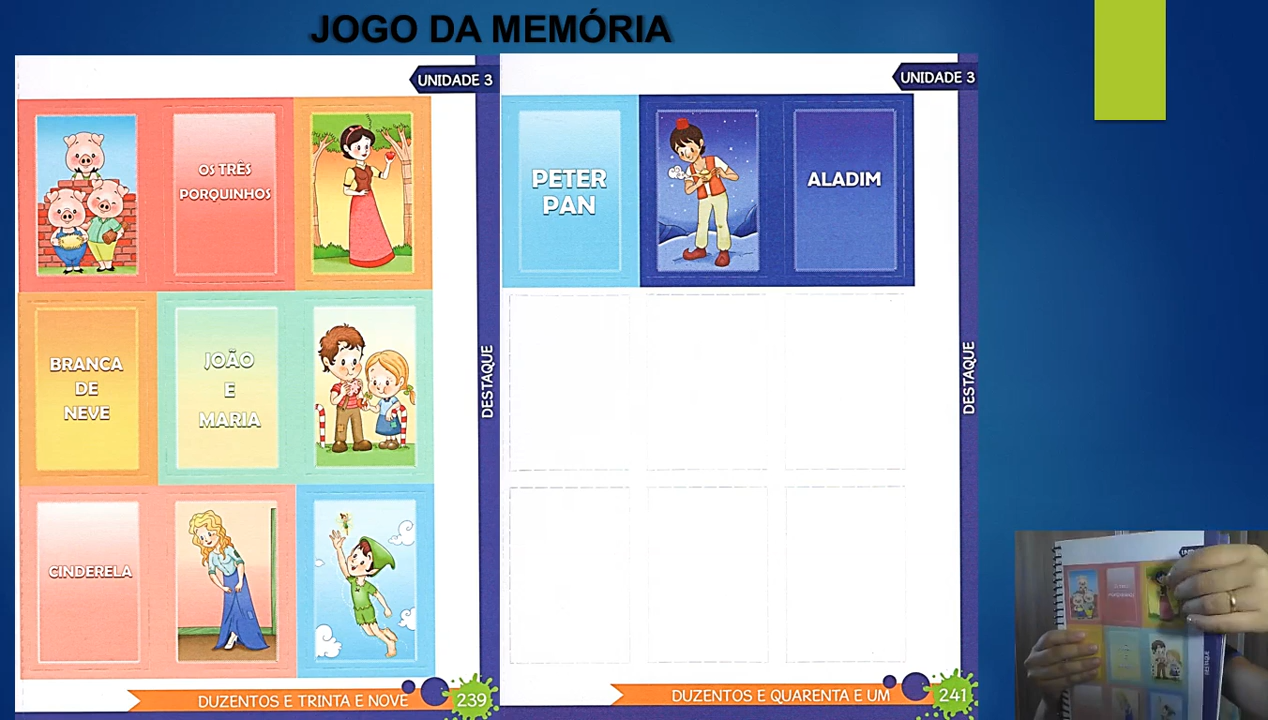 JOGO DA MEMÓRIA
UNIDADE 3
OS TRÊS
PORQUINHOS
BRANCA
DE
NEVE
JOÃO
E
MARIA
CINDERELA
DESTAQUE
DUZENTOS E TRINTA E NOVE
239
UNIDADE 3
PETER
PAN
ALADIM
DESTAQUE
DUZENTOS E QUARENTA E UM
241